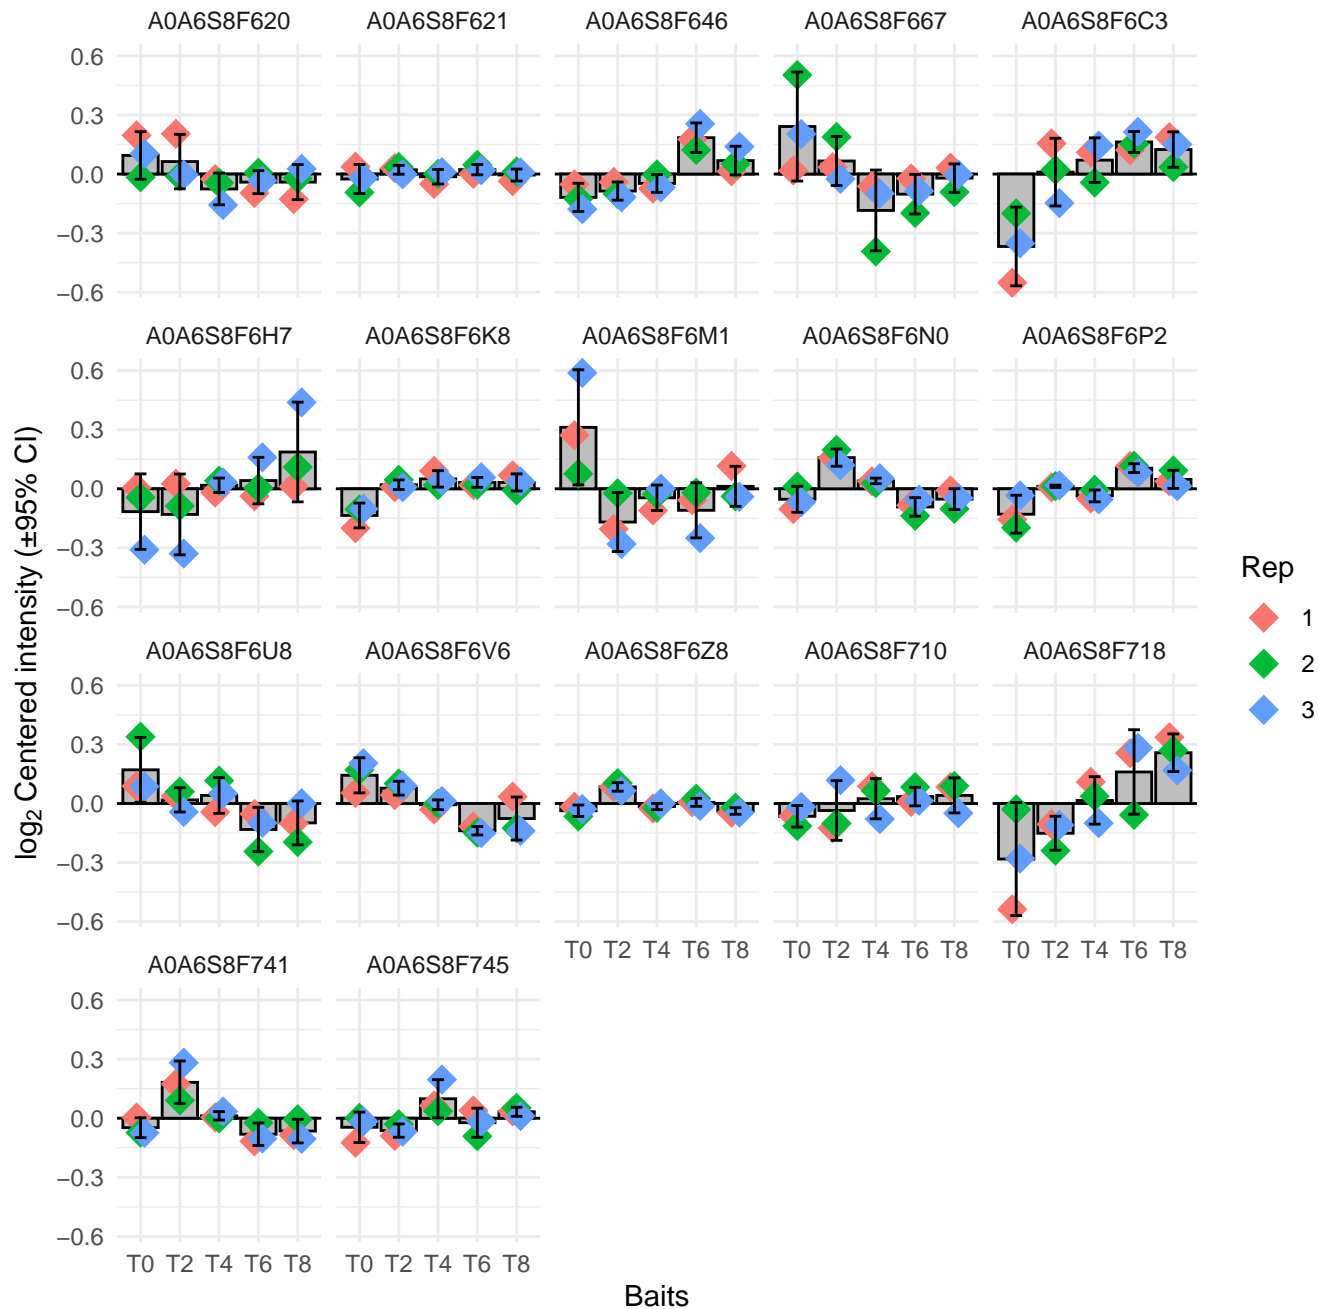 A0A6S8F620 A0A6S8F621 A0A6S8F646 A0A6S8F667 A0A6S8F6C3
0.6
0.3
0.0
−0.3
−0.6
A0A6S8F6H7 A0A6S8F6K8 A0A6S8F6M1 A0A6S8F6N0 A0A6S8F6P2
0.6
0.3
0.0
−0.3
−0.6
A0A6S8F6U8 A0A6S8F6V6 A0A6S8F6Z8 A0A6S8F710 A0A6S8F718
0.6
0.3
0.0
−0.3
−0.6
T0 T2 T4 T6 T8 T0 T2 T4 T6 T8 T0 T2 T4 T6 T8
A0A6S8F741 A0A6S8F745
0.6
0.3
0.0
−0.3
−0.6
T0 T2 T4 T6 T8 T0 T2 T4 T6 T8
Baits
log₂ Centered intensity (±95% CI)
Rep
1
2
3